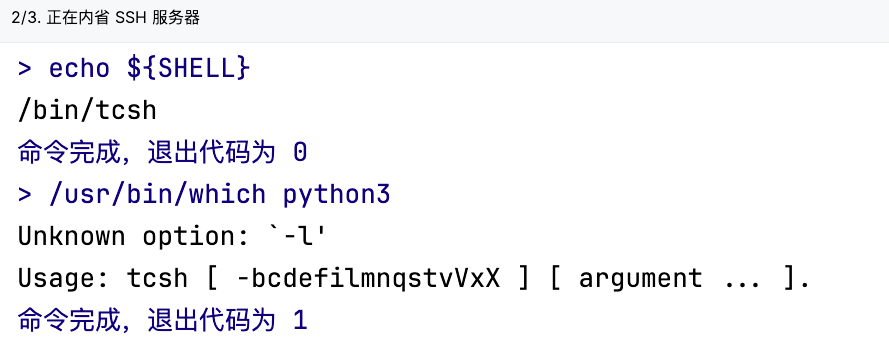 2/3. 正在内省 SSH 服务器
> echo ${SHELL}
/bin/tcsh
命令完成，退出代码为 0
> /usr/bin/which python3
Unknown option: `-l'
Usage: tcsh [ -bcdefilmnqstvVxX ] [ argument ... ].
命令完成，退出代码为 1